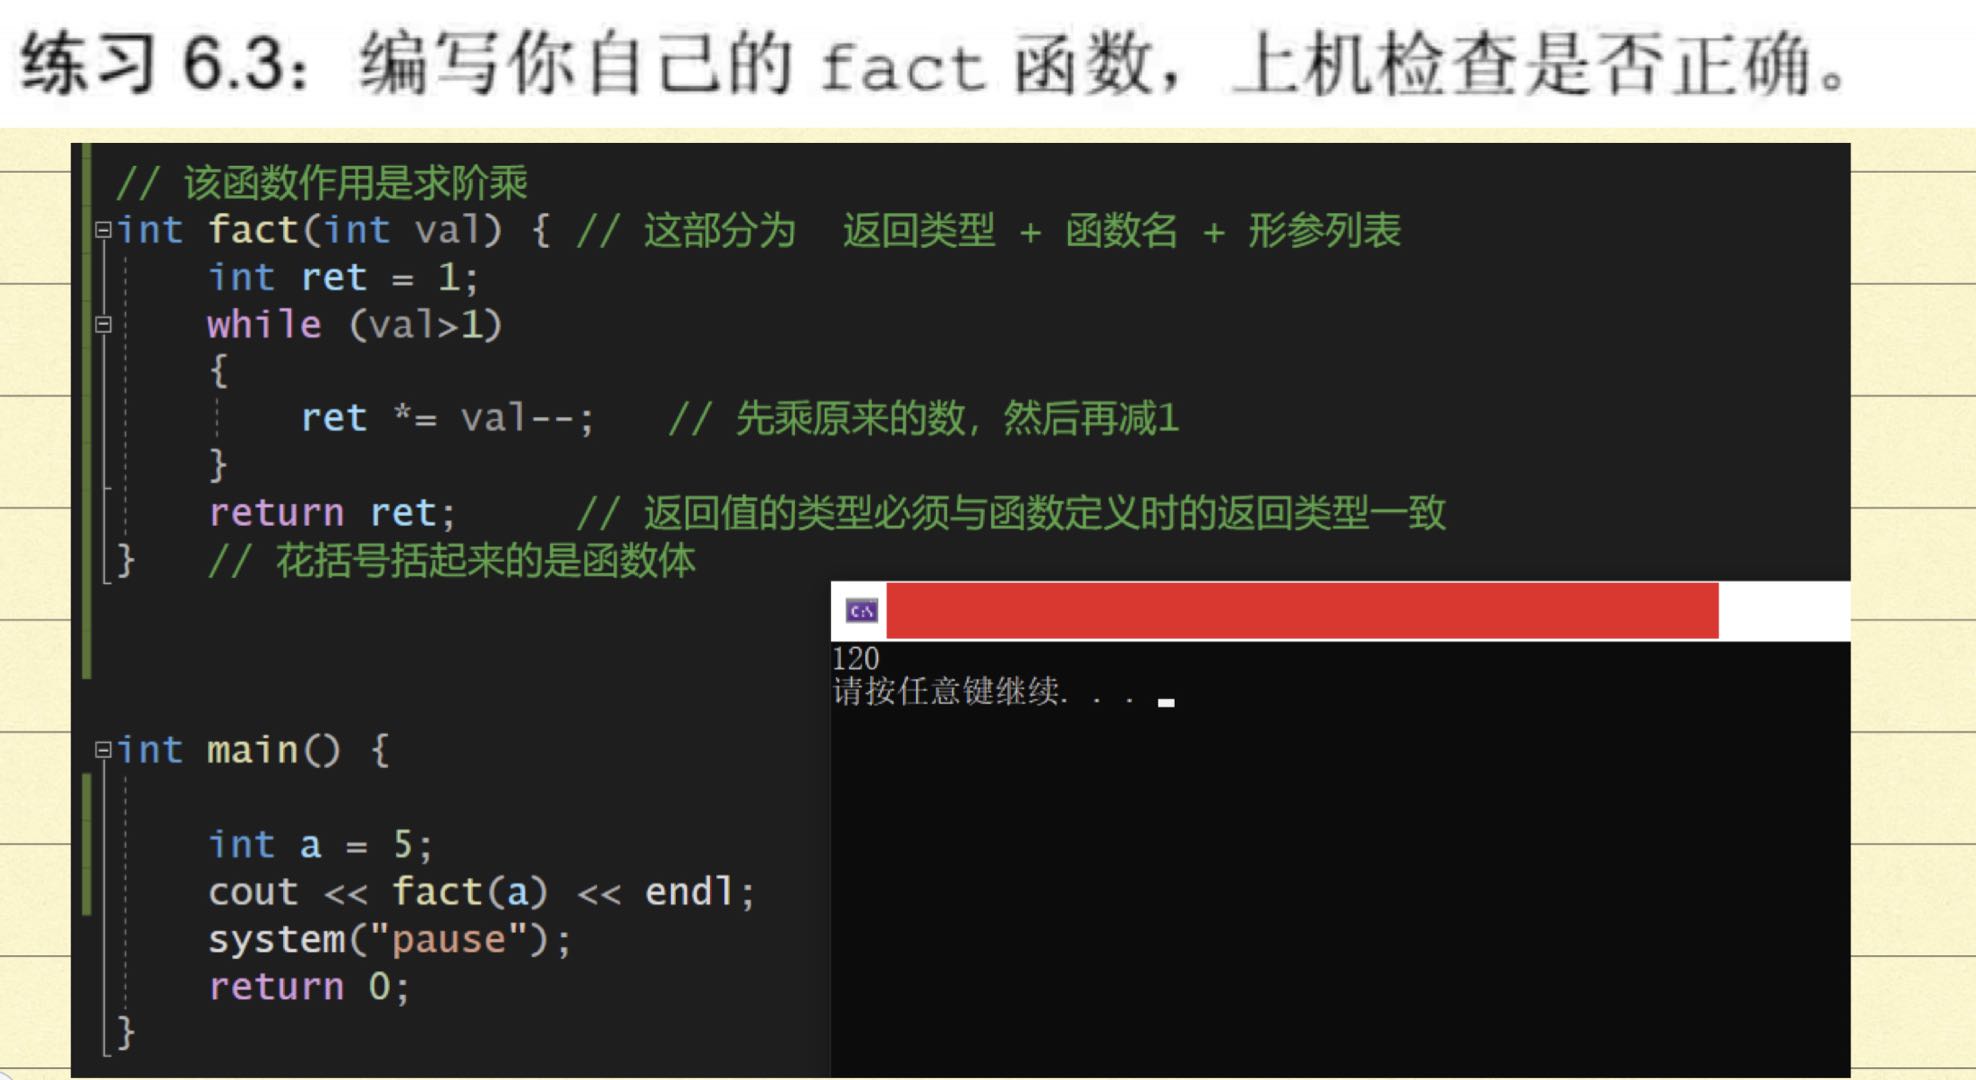 练习 6.3：编写你自己的 fact 函数，上机检查是否正确。
// 该函数作用是求阶乘
int fact(int val) { // 这部分为  返回类型 + 函数名 + 形参列表
int ret = 1;
while (val>1)
{
ret *= val--;   // 先乘原来的数，然后再减1
}
return ret;     // 返回值的类型必须与函数定义时的返回类型一致
}   // 花括号括起来的是函数体
C:\
120
请按任意键继续. . .
int main() {
int a = 5;
cout << fact(a) << endl;
system("pause");
return 0;
}